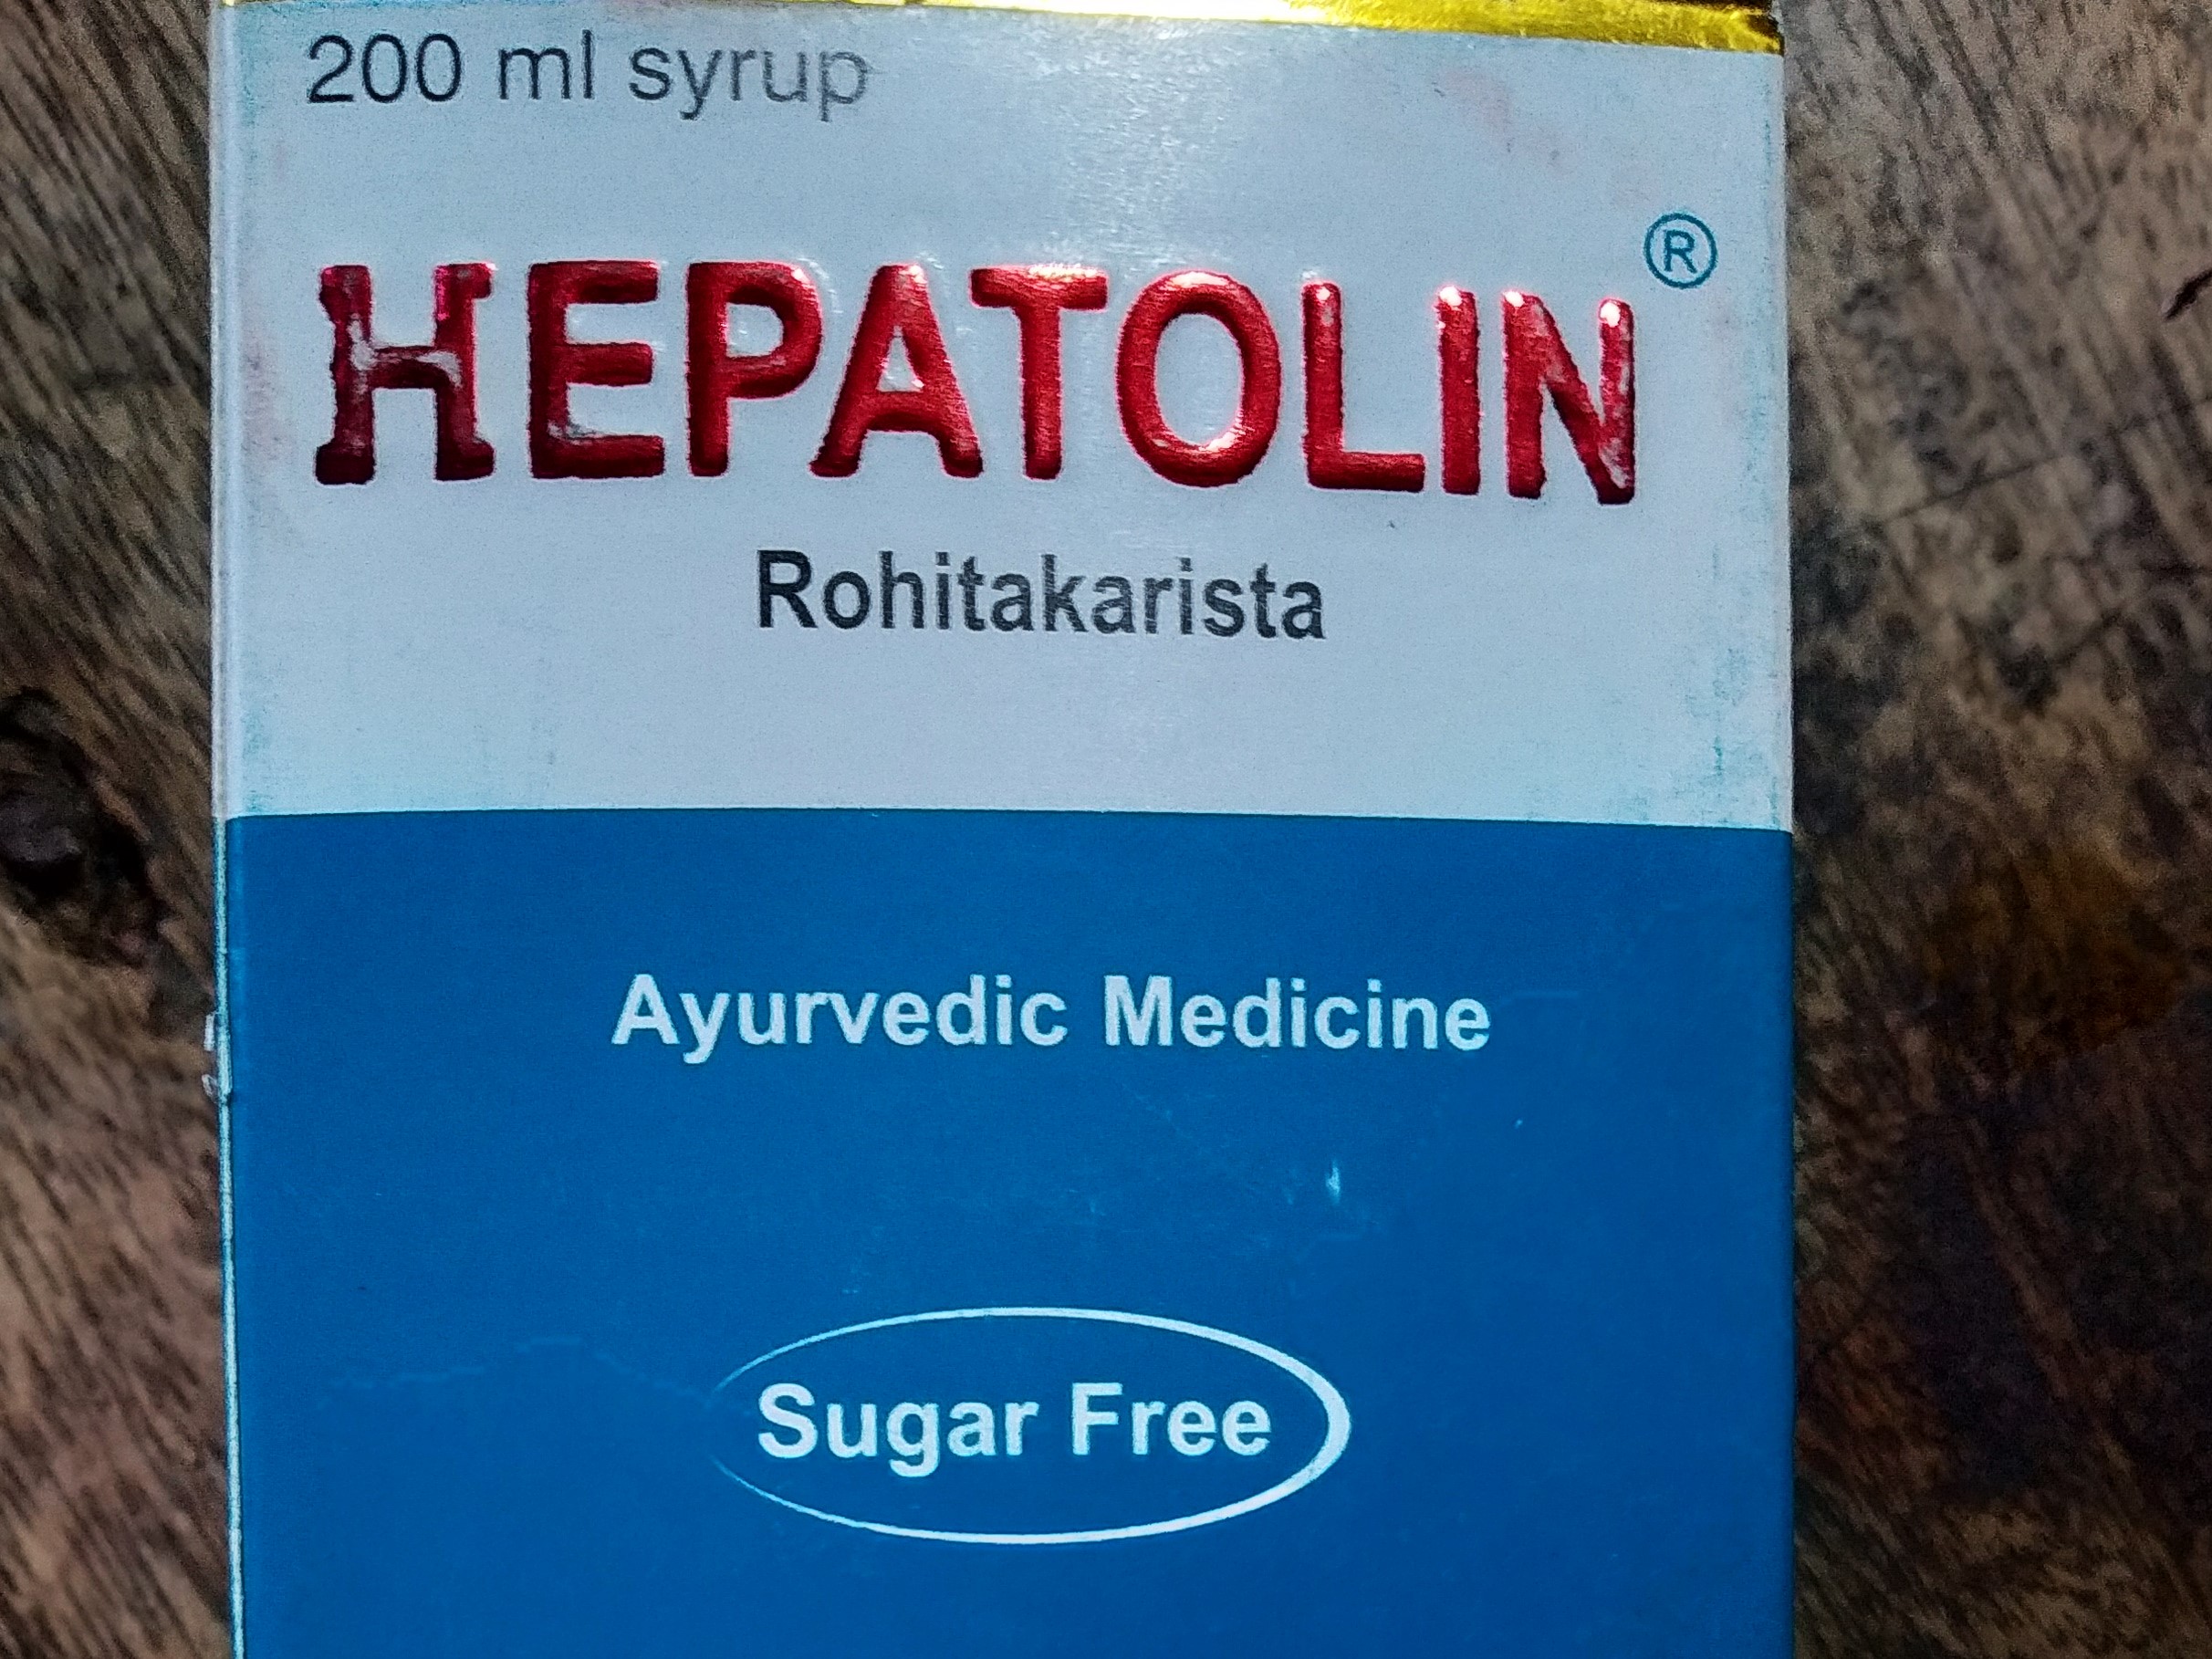 200 ml syrup
HEPATOLIN®
Rohitakarista
Ayurvedic Medicine
Sugar Free